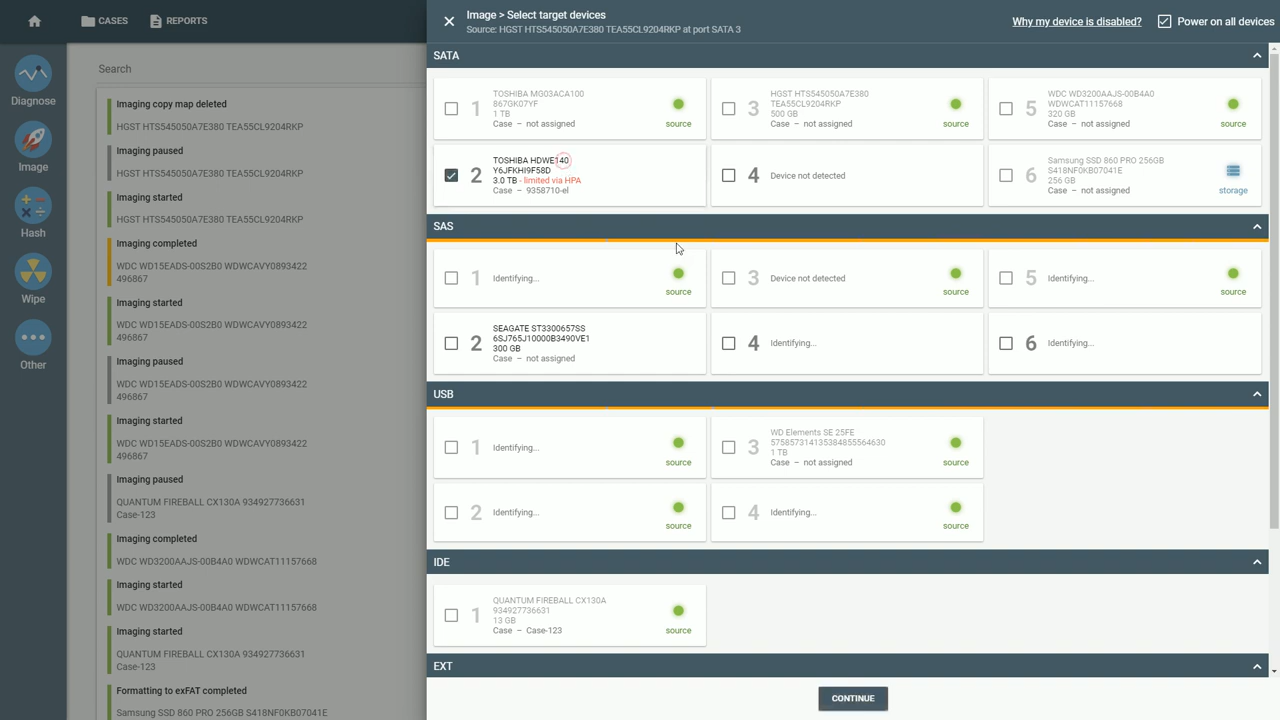 CASES
REPORTS
Diagnose
Image
Hash
Wipe
Other
Search
Imaging copy map deleted
HGST HTS545050A7E380 TEA55CL9204RKP
Imaging paused
HGST HTS545050A7E380 TEA55CL9204RKP
Imaging started
HGST HTS545050A7E380 TEA55CL9204RKP
Imaging completed
WDC WD15EADS-00S2B0 WDWCAVY0893422
496867
Imaging started
WDC WD15EADS-00S2B0 WDWCAVY0893422
496867
Imaging paused
WDC WD15EADS-00S2B0 WDWCAVY0893422
496867
Imaging started
WDC WD15EADS-00S2B0 WDWCAVY0893422
496867
Imaging paused
QUANTUM FIREBALL CX130A 934927736631
Case-123
Imaging completed
WDC WD3200AAJS-00B4A0 WDWCAT11157668
Imaging started
WDC WD3200AAJS-00B4A0 WDWCAT11157668
Imaging started
QUANTUM FIREBALL CX130A 934927736631
Case-123
Formatting to exFAT completed
Samsung SSD 860 PRO 256GB S418NF0KB07041E
Image > Select target devices
Source: HGST HTS545050A7E380 TEA55CL9204RKP at port SATA 3
Why my device is disabled?
Power on all devices
SATA
1
TOSHIBA MG03ACA100
867GK07YF
1 TB
Case – not assigned
source
3
HGST HTS545050A7E380
TEA55CL9204RKP
500 GB
Case – not assigned
source
5
WDC WD3200AAJS-00B4A0
WDWCAT11157668
320 GB
Case – not assigned
source
2
TOSHIBA HDWE140
Y6JFKHI9F58D
3.0 TB - limited via HPA
Case – 9358710-el
4
Device not detected
6
Samsung SSD 860 PRO 256GB
S418NF0KB07041E
256 GB
Case – not assigned
storage
SAS
1
Identifying...
source
3
Device not detected
source
5
Identifying...
source
2
SEAGATE ST3300657SS
6SJ765J10000B3490VE1
300 GB
Case – not assigned
4
Identifying...
6
Identifying...
USB
1
Identifying...
source
3
WD Elements SE 25FE
575857314135384855564630
1 TB
Case – not assigned
source
2
Identifying...
source
4
Identifying...
source
IDE
1
QUANTUM FIREBALL CX130A
934927736631
13 GB
Case – Case-123
source
EXT
CONTINUE